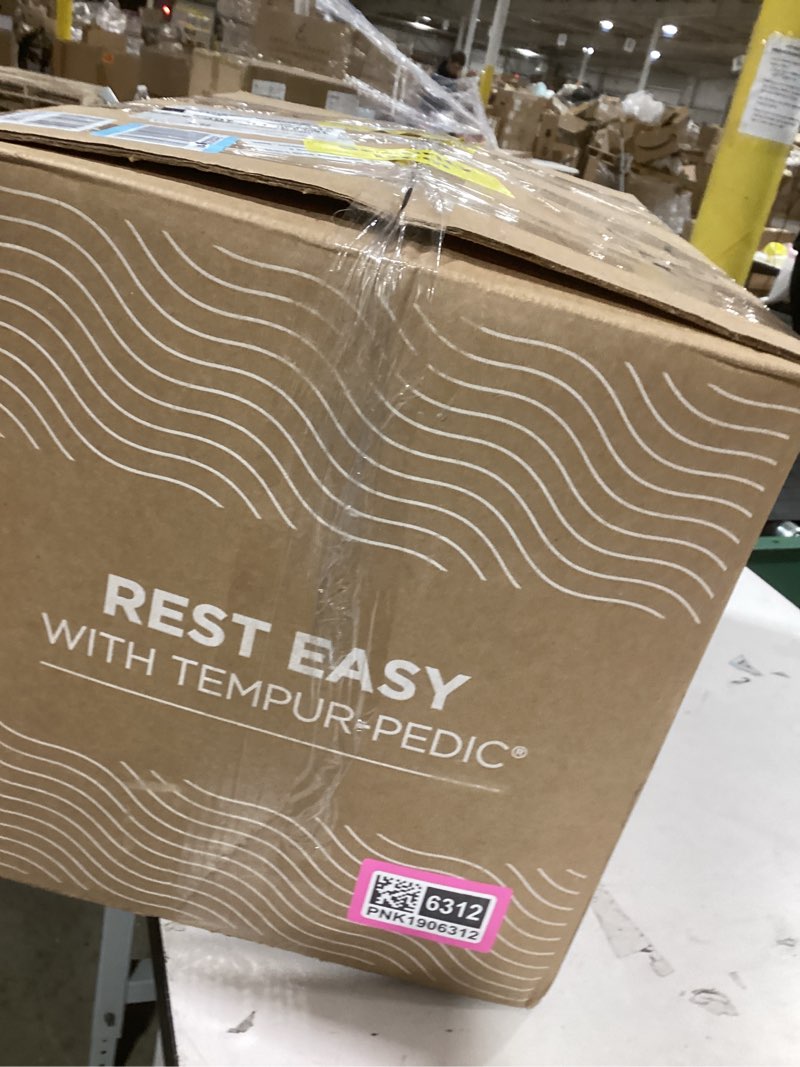 REST EASY
WITH TEMPUR-PEDIC®
6312
PNK1906312